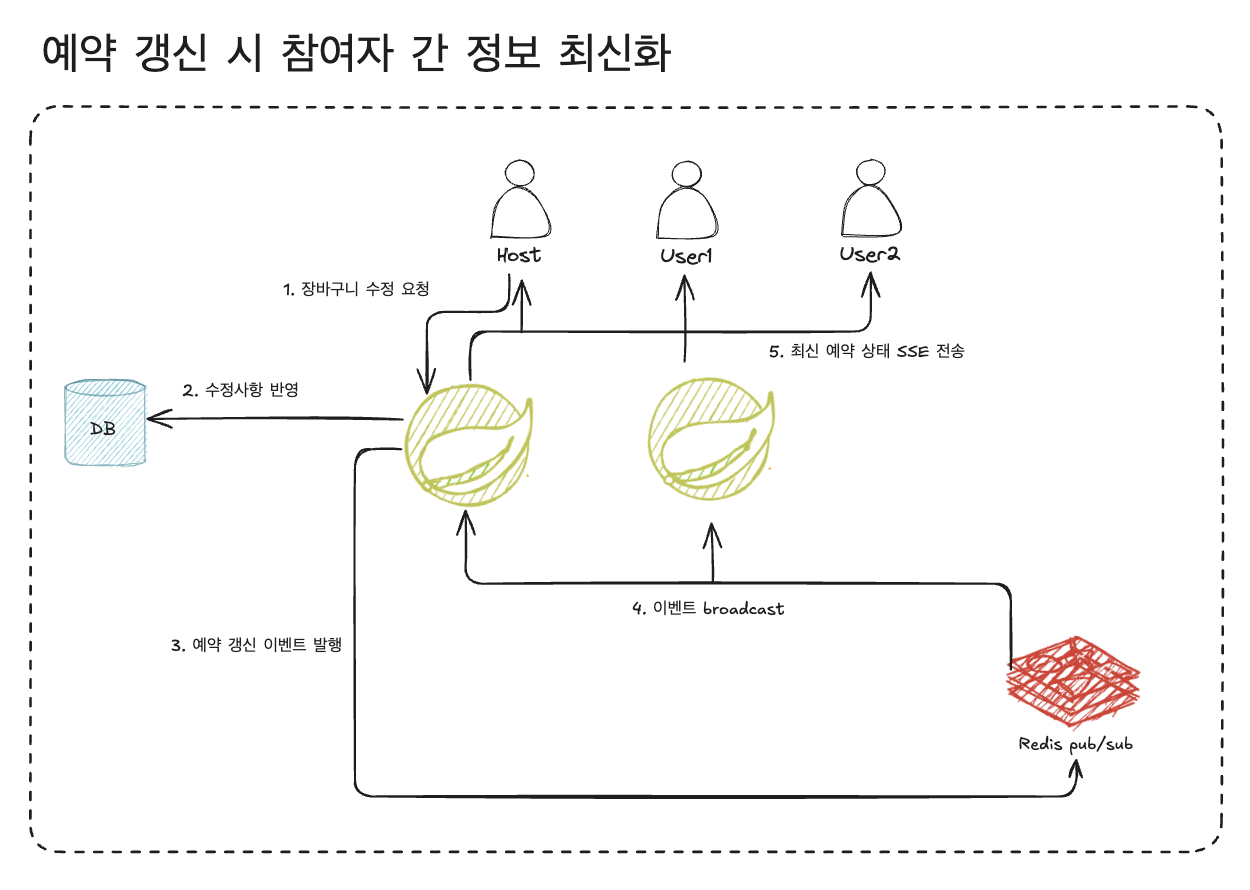 예약 갱신 시 참여자 간 정보 최신화
Host
User1
User2
1. 장바구니 수정 요청
5. 최신 예약 상태 SSE 전송
2. 수정사항 반영
DB
4. 이벤트 broadcast
3. 예약 갱신 이벤트 발행
Redis pub/sub